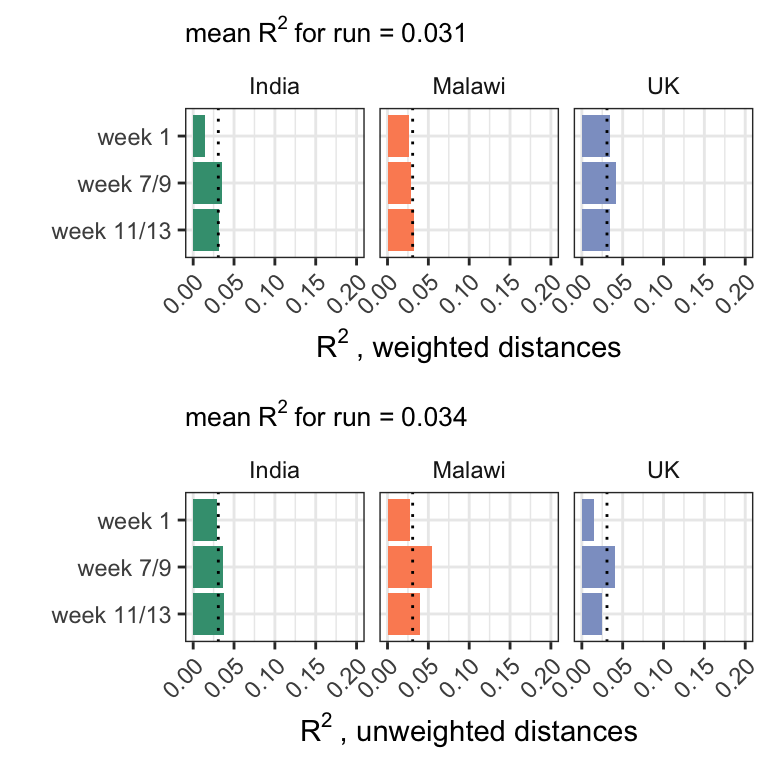 mean R² for run = 0.031
India Malawi UK
week 1
week 7/9
week 11/13
0.00 0.05 0.10 0.15 0.20 0.00 0.05 0.10 0.15 0.20 0.00 0.05 0.10 0.15 0.20
R² , weighted distances
mean R² for run = 0.034
India Malawi UK
week 1
week 7/9
week 11/13
0.00 0.05 0.10 0.15 0.20 0.00 0.05 0.10 0.15 0.20 0.00 0.05 0.10 0.15 0.20
R² , unweighted distances